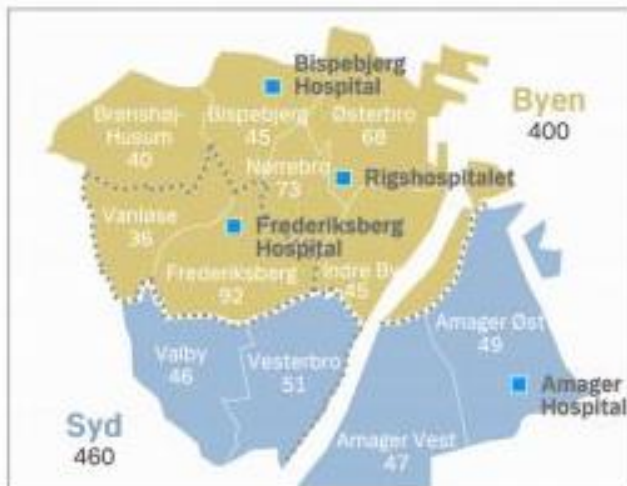 Bispebjerg
Hospital
Byen
400
Brønshøj-
Husum
40
Bispebjerg
45
Østerbro
68
Nørrebro
73
Rigshospitalet
Vanløse
36
Frederiksberg
Hospital
Frederiksberg
92
Indre By
45
Amager Øst
49
Valby
46
Vesterbro
51
Amager
Hospital
Syd
460
Amager Vest
47